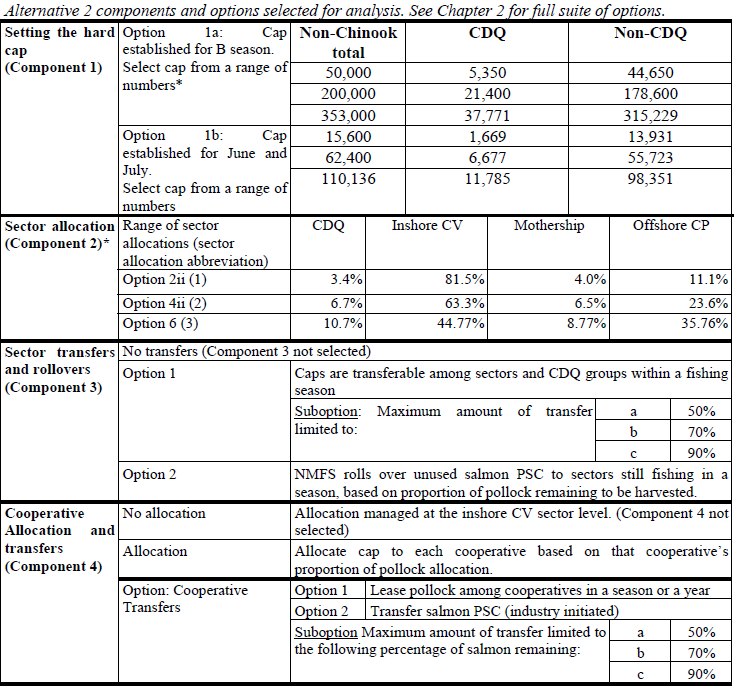 Alternative 2 components and options selected for analysis. See Chapter 2 for full suite of options.
Setting the hard cap (Component 1)
Option 1a: Cap established for B season. Select cap from a range of numbers*
Non-Chinook total CDQ Non-CDQ
50,000 5,350 44,650
200,000 21,400 178,600
353,000 37,771 315,229
Option 1b: Cap established for June and July. Select cap from a range of numbers
15,600 1,669 13,931
62,400 6,677 55,723
110,136 11,785 98,351
Sector allocation (Component 2)*
Range of sector allocations (sector allocation abbreviation)
CDQ Inshore CV Mothership Offshore CP
Option 2ii (1) 3.4% 81.5% 4.0% 11.1%
Option 4ii (2) 6.7% 63.3% 6.5% 23.6%
Option 6 (3) 10.7% 44.77% 8.77% 35.76%
Sector transfers and rollovers (Component 3)
No transfers (Component 3 not selected)
Option 1
Caps are transferable among sectors and CDQ groups within a fishing season
Suboption: Maximum amount of transfer limited to:
a 50%
b 70%
c 90%
Option 2
NMFS rolls over unused salmon PSC to sectors still fishing in a season, based on proportion of pollock remaining to be harvested.
Cooperative Allocation and transfers (Component 4)
No allocation
Allocation managed at the inshore CV sector level. (Component 4 not selected)
Allocation
Allocate cap to each cooperative based on that cooperative's proportion of pollock allocation.
Option: Cooperative Transfers
Option 1 Lease pollock among cooperatives in a season or a year
Option 2 Transfer salmon PSC (industry initiated)
Suboption Maximum amount of transfer limited to the following percentage of salmon remaining:
a 50%
b 70%
c 90%